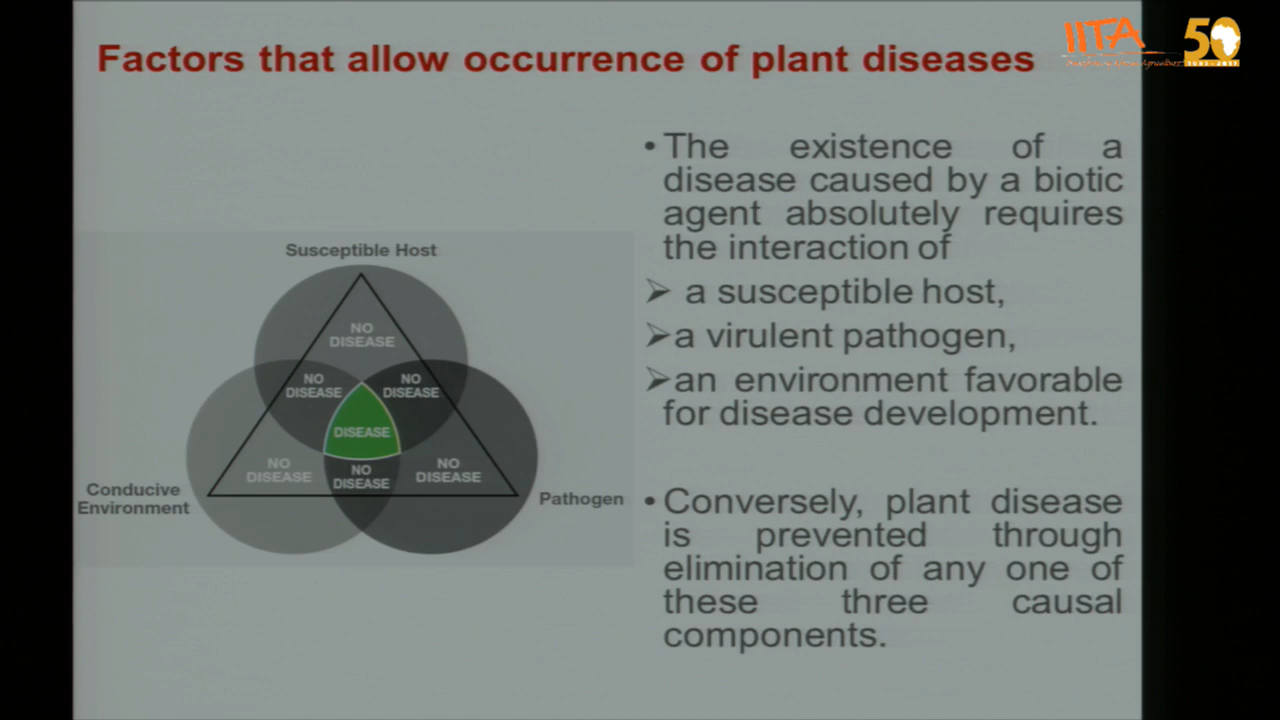 Factors that allow occurrence of plant diseases
IITA
50
• The existence of a
disease caused by a biotic
agent absolutely requires
the interaction of
➢ a susceptible host,
➢a virulent pathogen,
➢an environment favorable
for disease development.
• Conversely, plant disease
is prevented through
elimination of any one of
these three causal
components.
Susceptible Host
NO
DISEASE
NO
DISEASE
NO
DISEASE
DISEASE
NO
DISEASE
NO
DISEASE
NO
DISEASE
Conducive
Environment
Pathogen